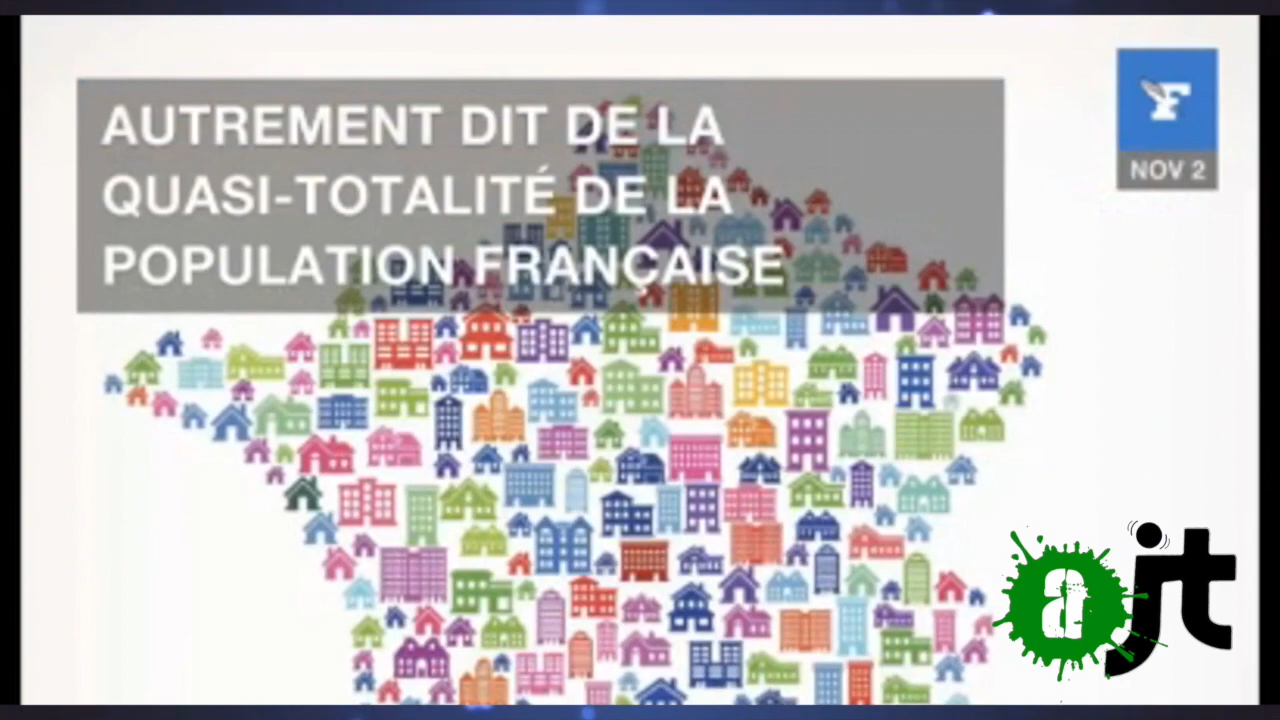 AUTREMENT DIT DE LA
QUASI-TOTALITÉ DE LA
POPULATION FRANÇAISE
F
NOV 2
ajt